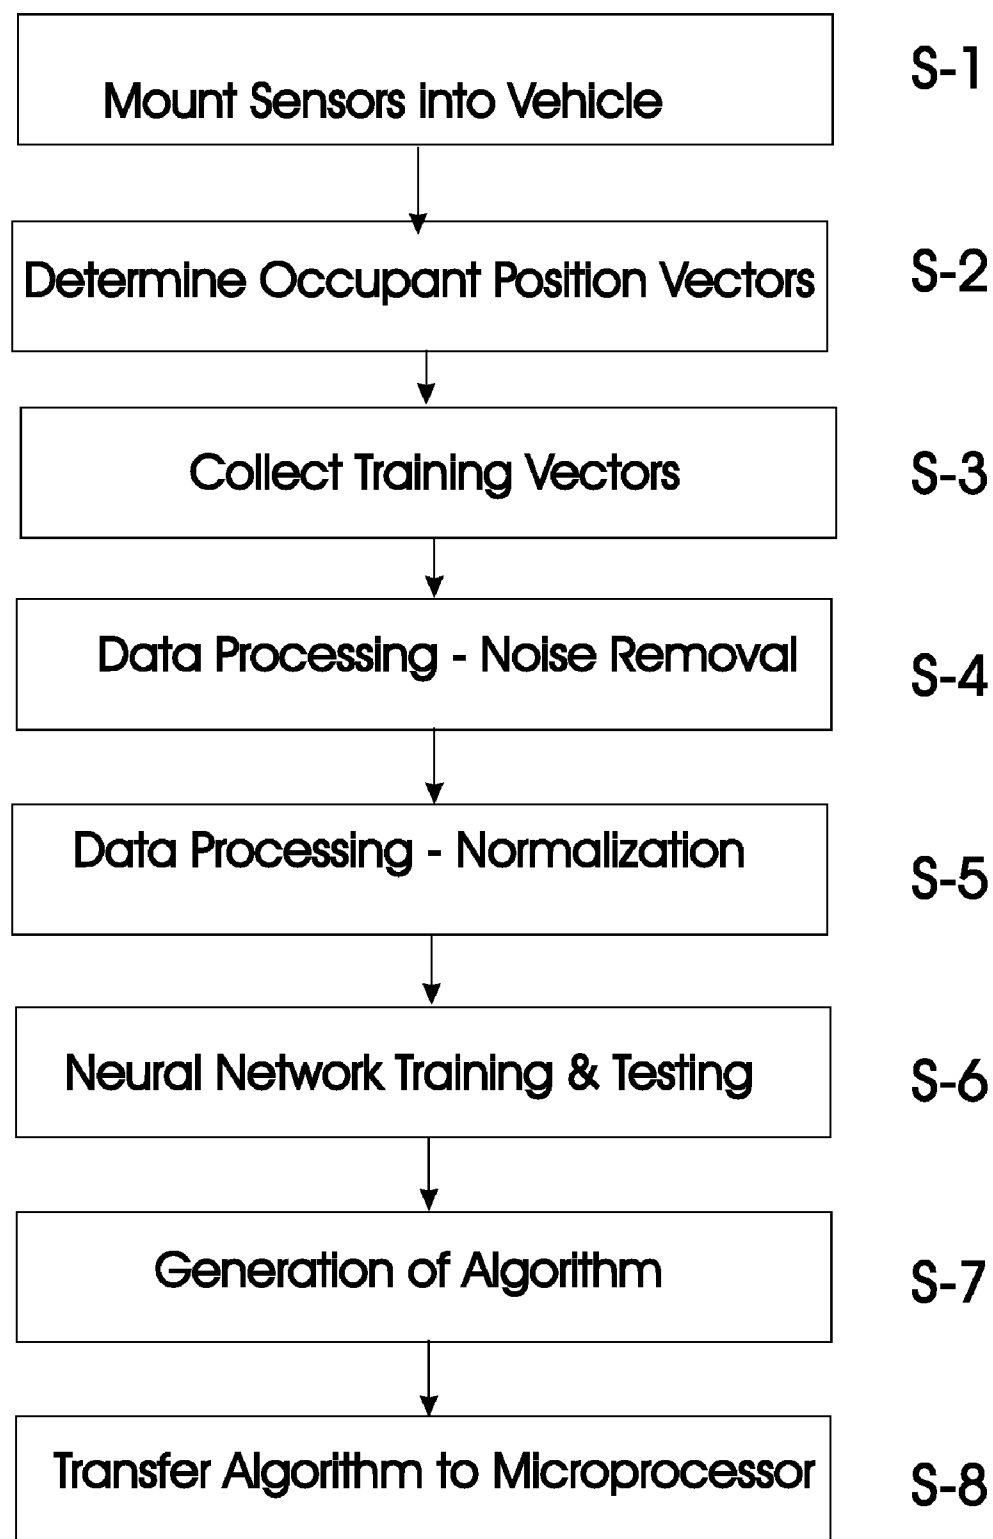 Mount Sensors into Vehicle
S-1
Determine Occupant Position Vectors
S-2
Collect Training Vectors
S-3
Data Processing - Noise Removal
S-4
Data Processing - Normalization
S-5
Neural Network Training & Testing
S-6
Generation of Algorithm
S-7
Transfer Algorithm to Microprocessor
S-8